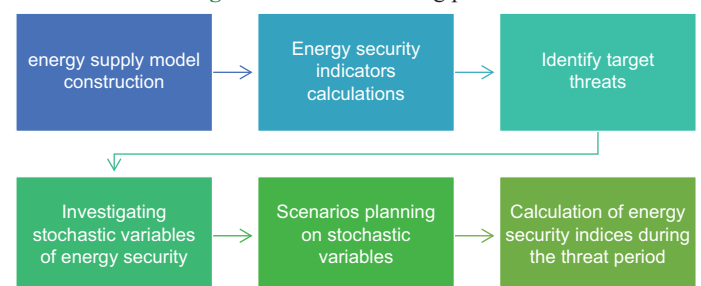 energy supply model
construction
Energy security
indicators
calculations
Identify target
threats
Investigating
stochastic variables
of energy security
Scenarios planning
on stochastic
variables
Calculation of energy
security indices during
the threat period